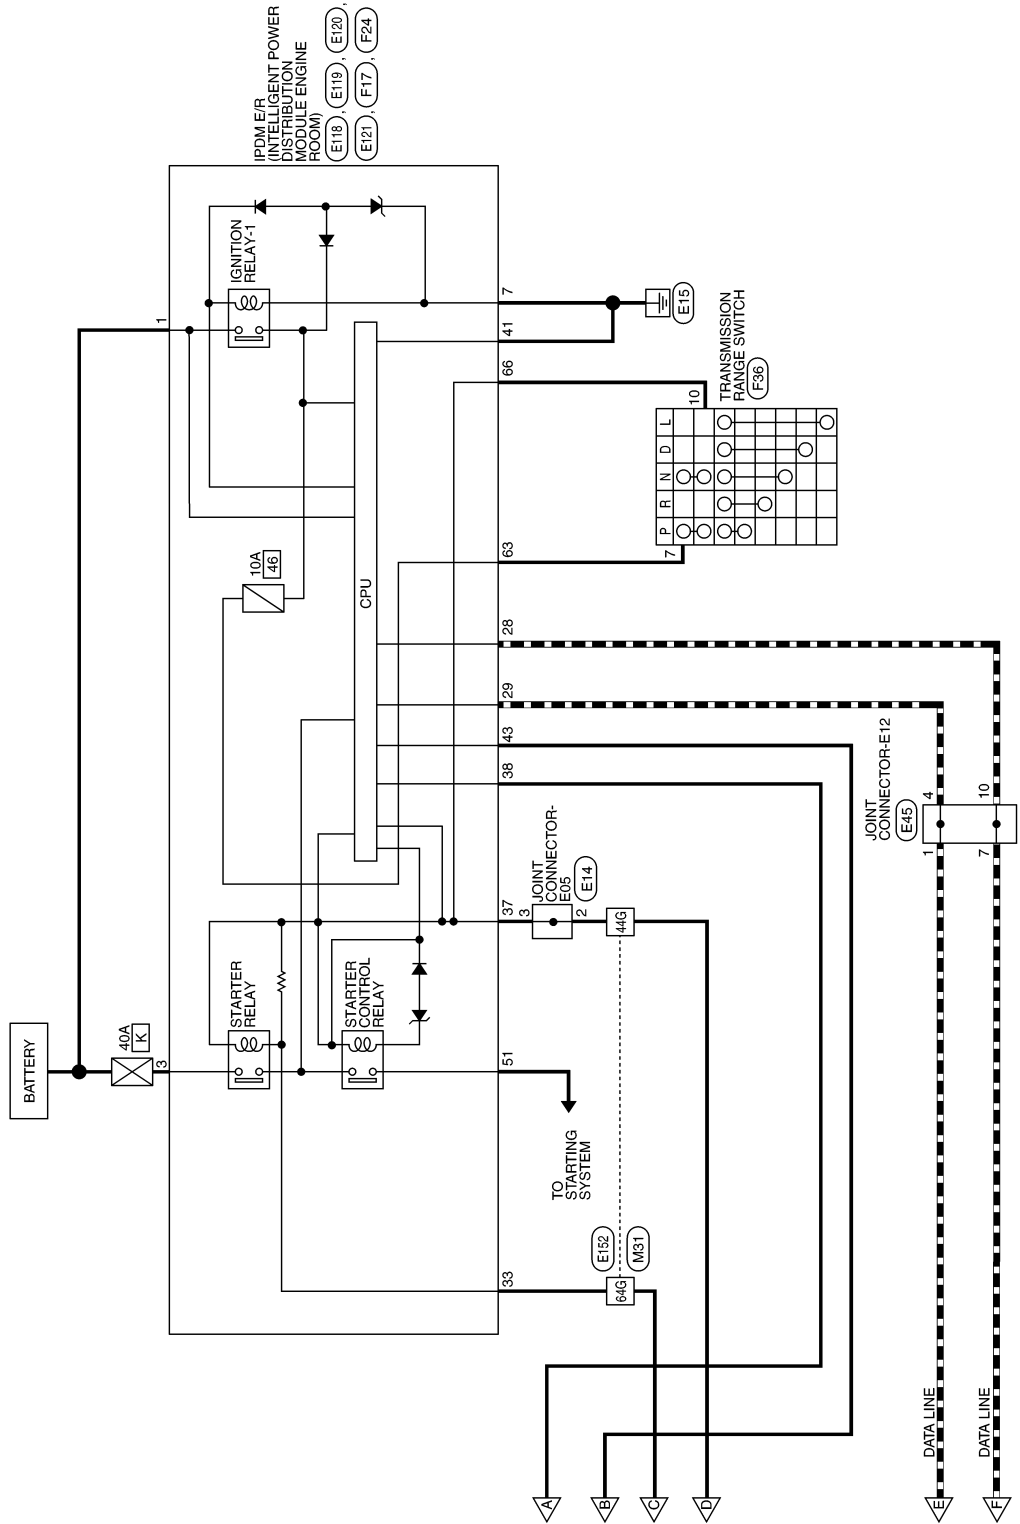 BATTERY
40A
K
3
1
IPDM E/R
(INTELLIGENT POWER
DISTRIBUTION
MODULE ENGINE
ROOM)
E118 , E119 , E120 ,
E121 , F17 , F24
STARTER
RELAY
STARTER
CONTROL
RELAY
10A
46
IGNITION
RELAY-1
CPU
33
51
37
38
43
29
28
63
66
41
7
E15
TO
STARTING
SYSTEM
3
2
JOINT
CONNECTOR-
E05
E14
E152
M31
64G
44G
7
10
P R N D L
TRANSMISSION
RANGE SWITCH
F36
JOINT
CONNECTOR-E12
E45
1
4
7
10
A
B
C
D
DATA LINE
E
DATA LINE
F